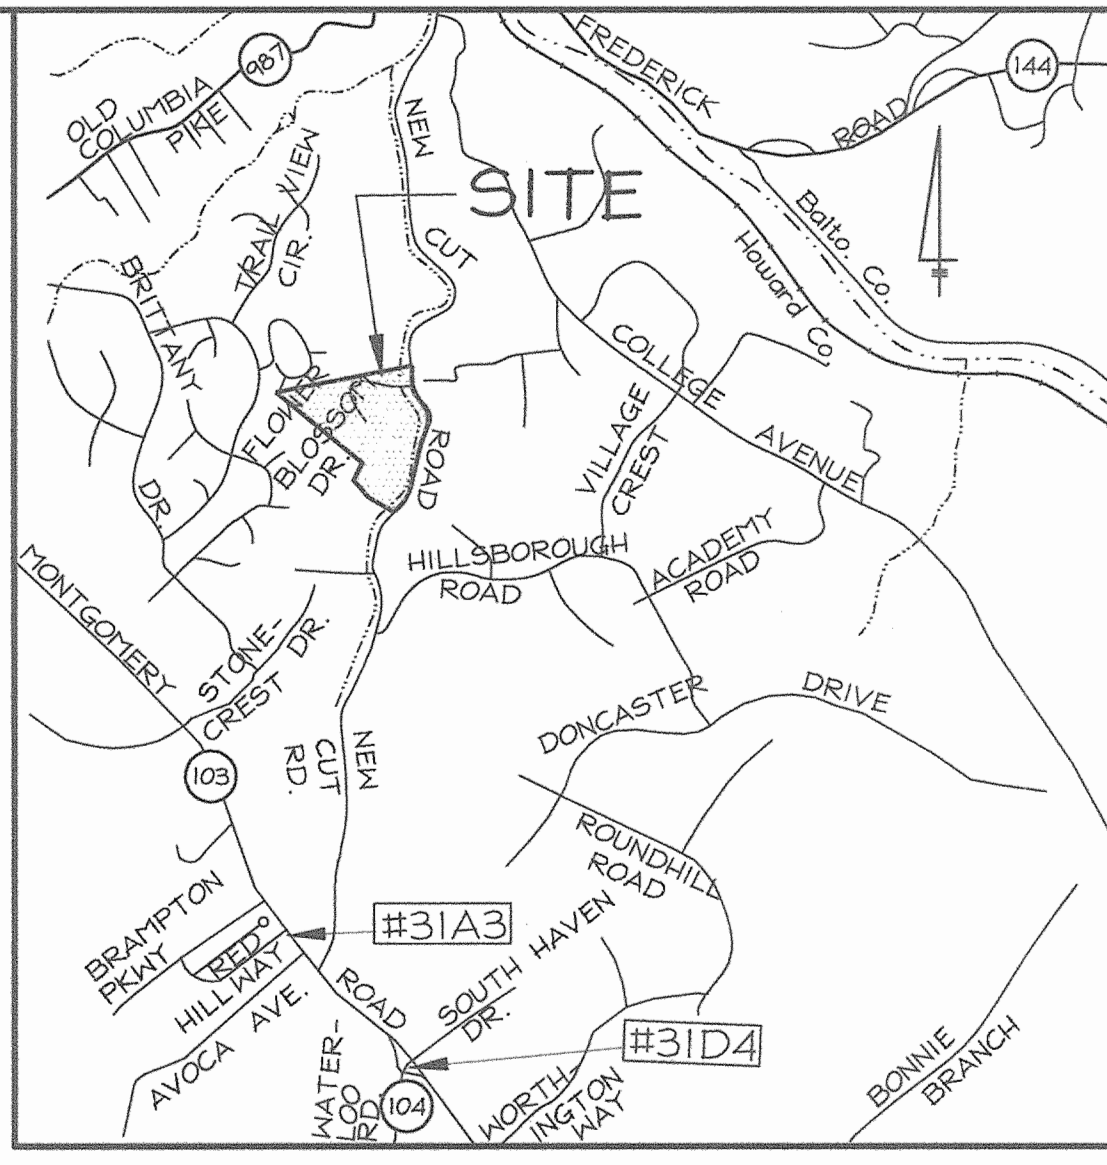 FREDERICK
ROAD
144
987
OLD
COLUMBIA
PIKE
NEW
CUT
ROAD
SITE
TRAIL VIEW
CIR.
BRITTANY
DR.
Balto. Co.
Howard Co
FLOWER
BLOSSOM
DR
COLLEGE
AVENUE
VILLAGE
CREST
HILLSBOROUGH
ROAD
ACADEMY
ROAD
MONTGOMERY
STONE-
CREST DR.
DONCASTER
DRIVE
103
NEW
CUT
RD.
ROUNDHILL
ROAD
BRAMPTON
PKWY
#31A3
RED
HILL WAY
AVOCA AVE.
ROAD
SOUTH HAVEN
DR.
#31D4
WATER-
LOO
RD.
104
WORTH-
INGTON
WAY
BONNIE
BRANCH